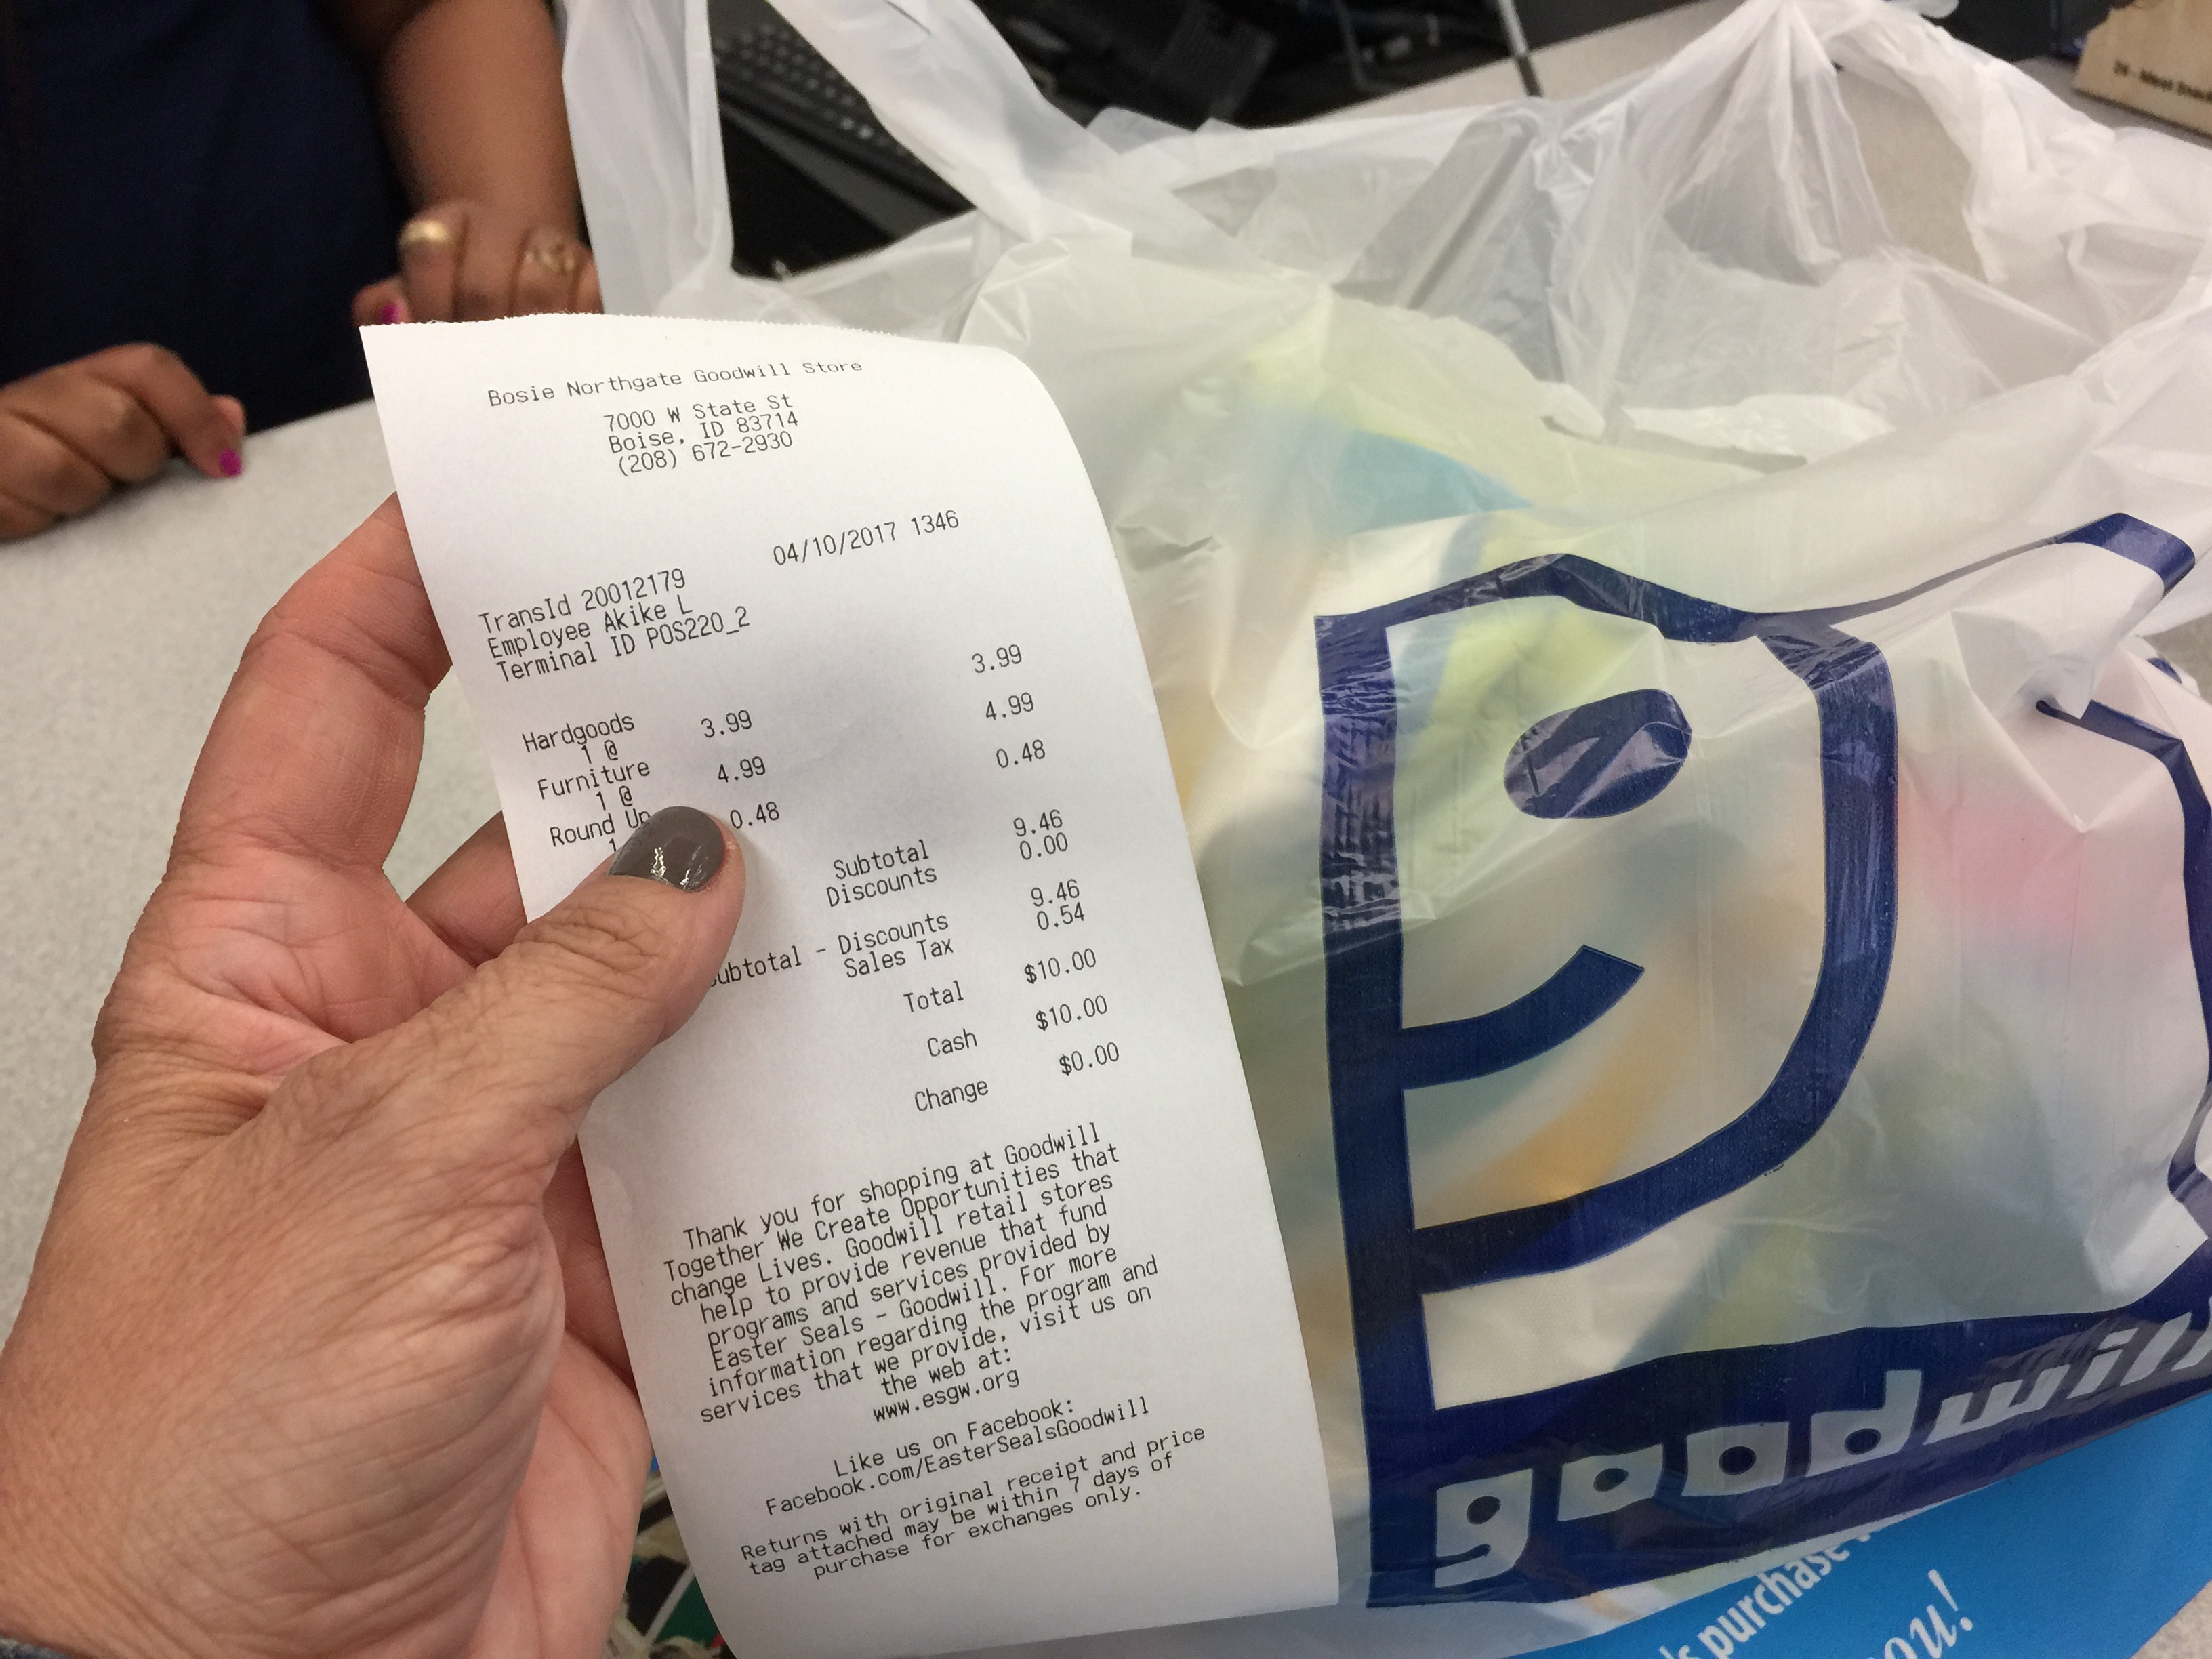 Bosie Northgate Goodwill Store
7000 W State St
Boise, ID 83714
(208) 672-2930
04/10/2017 1346
TransId 20012179
Employee Akike L
Terminal ID POS220_2
Hardgoods 3.99
1 @ 3.99
Furniture 4.99
1 @ 4.99
Round Up 0.48
1 0.48
Subtotal 9.46
Discounts 0.00
Subtotal - Discounts 9.46
Sales Tax 0.54
Total $10.00
Cash $10.00
Change $0.00
Thank you for shopping at Goodwill
Together We Create Opportunities that
change Lives. Goodwill retail stores
help to provide revenue that fund
programs and services provided by
Easter Seals - Goodwill. For more
information regarding the program and
services that we provide, visit us on
the web at:
www.esgw.org
Like us on Facebook:
Facebook.com/EasterSealsGoodwill
Returns with original receipt and price
tag attached may be within 7 days of
purchase for exchanges only.
goodwill
's purchase
ou!